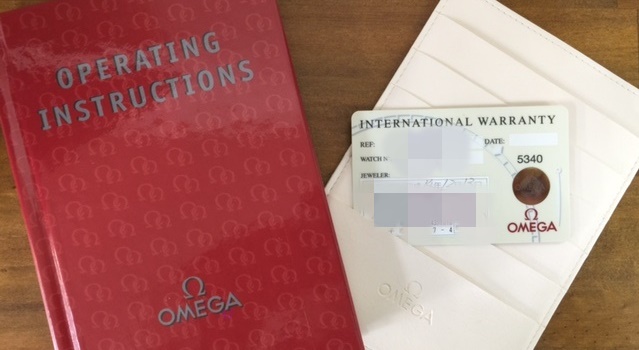 OPERATING
INSTRUCTIONS
Ω
OMEGA
INTERNATIONAL WARRANTY
REF:
DATE:
WATCH N
5340
JEWELER:
Ω
OMEGA
Ω
OMEGA